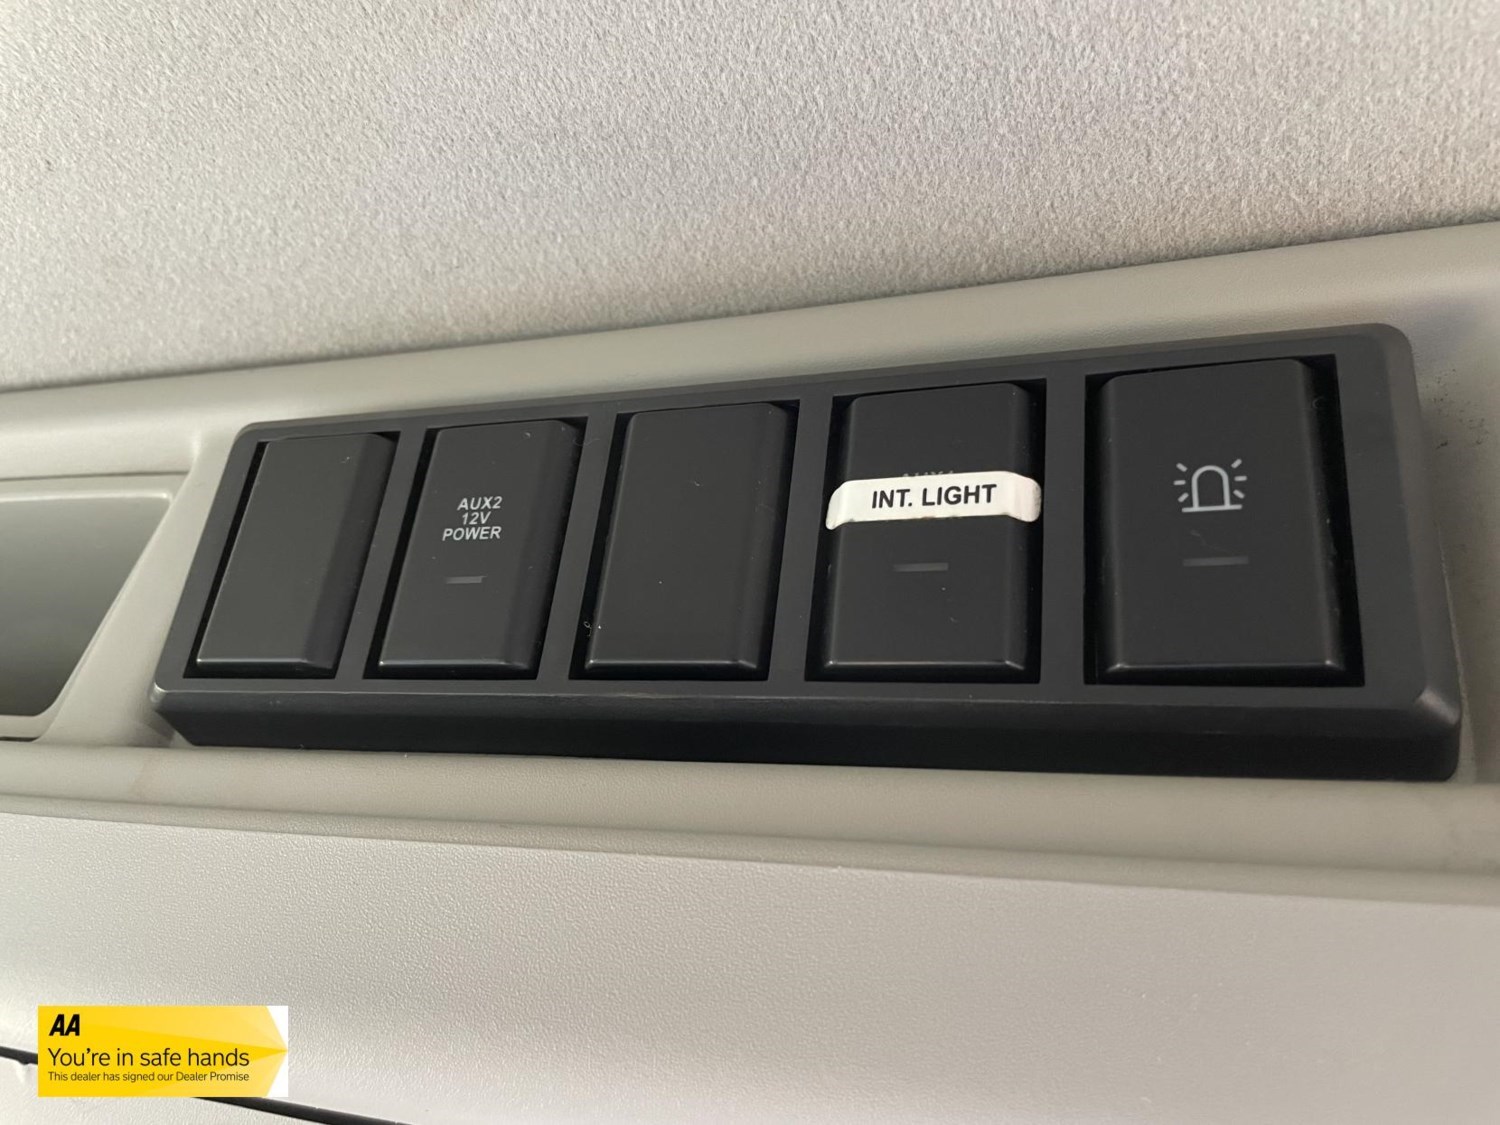 AUX2
12V
POWER
INT. LIGHT
AA
You're in safe hands
This dealer has signed our Dealer Promise